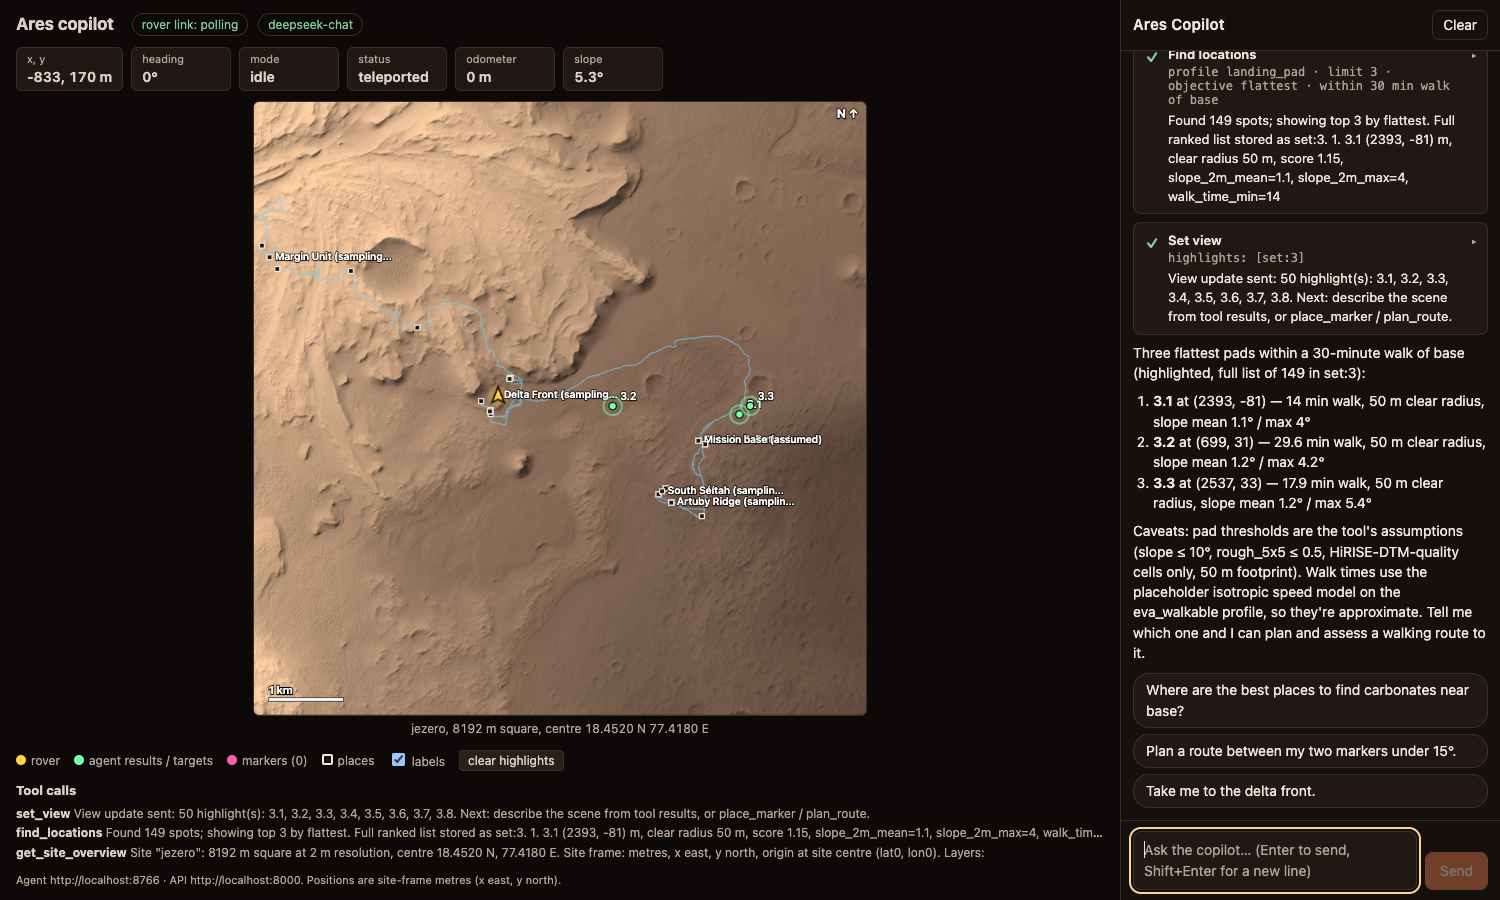 Ares copilot
rover link: polling
deepseek-chat
x, y
-833, 170 m
heading
0°
mode
idle
status
teleported
odometer
0 m
slope
5.3°
N ↑
Margin Unit (sampling...
Delta Front (sampling...
3.2
3.3
Mission base (assumed)
South Séítah (samplin...
Artuby Ridge (samplin...
1 km
jezero, 8192 m square, centre 18.4520 N 77.4180 E
rover
agent results / targets
markers (0)
places
labels
clear highlights
Tool calls
set_view View update sent: 50 highlight(s): 3.1, 3.2, 3.3, 3.4, 3.5, 3.6, 3.7, 3.8. Next: describe the scene from tool results, or place_marker / plan_route.
find_locations Found 149 spots; showing top 3 by flattest. Full ranked list stored as set:3. 1. 3.1 (2393, -81) m, clear radius 50 m, score 1.15, slope_2m_mean=1.1, slope_2m_max=4, walk_tim...
get_site_overview Site "jezero": 8192 m square at 2 m resolution, centre 18.4520 N, 77.4180 E. Site frame: metres, x east, y north, origin at site centre (lat0, lon0). Layers:
Agent http://localhost:8766 · API http://localhost:8000. Positions are site-frame metres (x east, y north).
Ares Copilot
Clear
Find locations
profile landing_pad · limit 3 ·
objective flattest · within 30 min walk
of base
Found 149 spots; showing top 3 by flattest. Full
ranked list stored as set:3. 1. 3.1 (2393, -81) m,
clear radius 50 m, score 1.15,
slope_2m_mean=1.1, slope_2m_max=4,
walk_time_min=14
Set view
highlights: [set:3]
View update sent: 50 highlight(s): 3.1, 3.2, 3.3,
3.4, 3.5, 3.6, 3.7, 3.8. Next: describe the scene
from tool results, or place_marker / plan_route.
Three flattest pads within a 30-minute walk of base
(highlighted, full list of 149 in set:3):
1. 3.1 at (2393, -81) — 14 min walk, 50 m clear radius,
slope mean 1.1° / max 4°
2. 3.2 at (699, 31) — 29.6 min walk, 50 m clear radius,
slope mean 1.2° / max 4.2°
3. 3.3 at (2537, 33) — 17.9 min walk, 50 m clear
radius, slope mean 1.2° / max 5.4°
Caveats: pad thresholds are the tool's assumptions
(slope ≤ 10°, rough_5x5 ≤ 0.5, HiRISE-DTM-quality
cells only, 50 m footprint). Walk times use the
placeholder isotropic speed model on the
eva_walkable profile, so they're approximate. Tell me
which one and I can plan and assess a walking route to
it.
Where are the best places to find carbonates near
base?
Plan a route between my two markers under 15°.
Take me to the delta front.
Ask the copilot... (Enter to send,
Shift+Enter for a new line)
Send